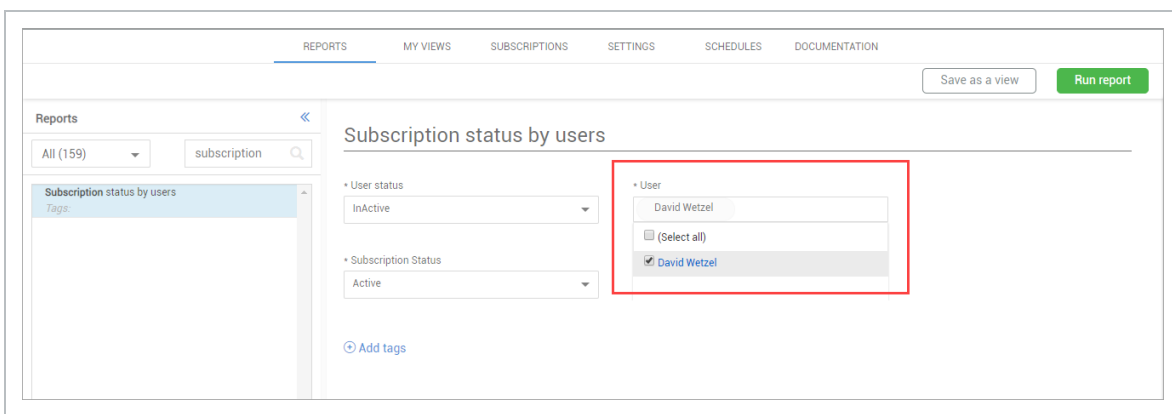 REPORTS MY VIEWS SUBSCRIPTIONS SETTINGS SCHEDULES DOCUMENTATION
Save as a view Run report
Reports
All (159) subscription
Subscription status by users
Tags:
Subscription status by users
* User status
InActive
* Subscription Status
Active
* User
David Wetzel
(Select all)
David Wetzel
Add tags